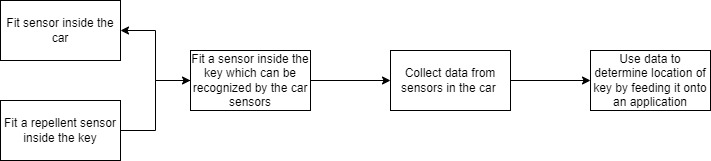 Fit sensor inside the
car
Fit a repellent sensor
inside the key
Fit a sensor inside the
key which can be
recognized by the car
sensors
Collect data from
sensors in the car
Use data to
determine location of
key by feeding it onto
an application